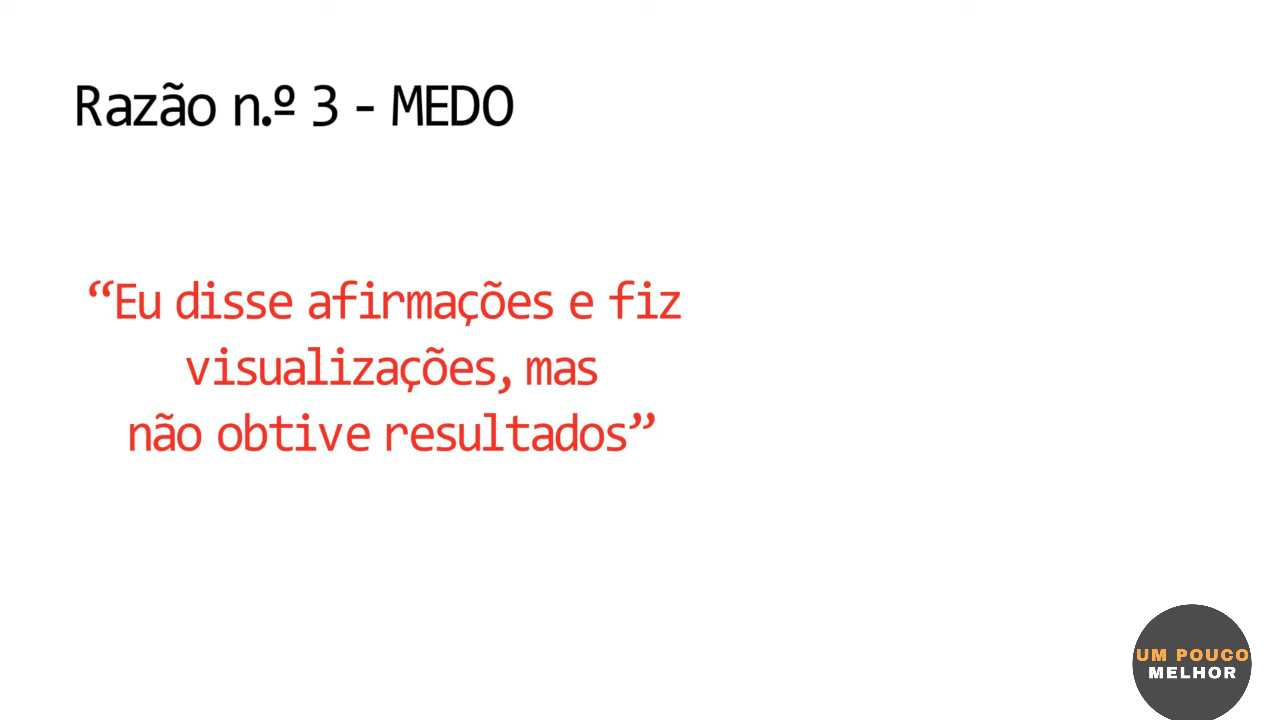 Razão n.º 3 - MEDO
“Eu disse afirmações e fiz
visualizações, mas
não obtive resultados”
UM POUCO
MELHOR